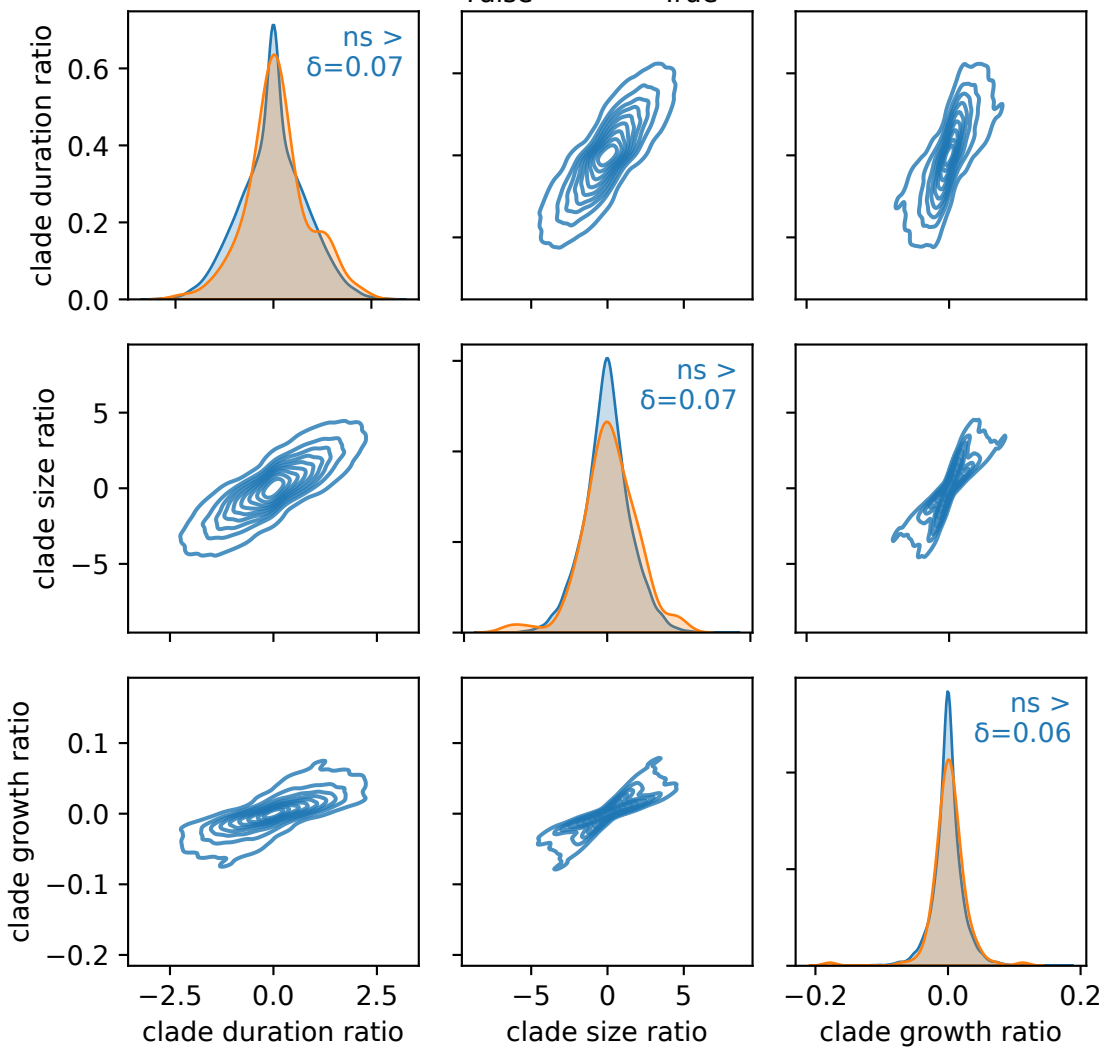 clade duration ratio
0.6
0.4
0.2
0.0
ns >
δ=0.07
clade size ratio
5
0
−5
ns >
δ=0.07
clade growth ratio
0.1
0.0
−0.1
−0.2
ns >
δ=0.06
−2.5 0.0 2.5
−5 0 5
−0.2 0.0 0.2
clade duration ratio
clade size ratio
clade growth ratio